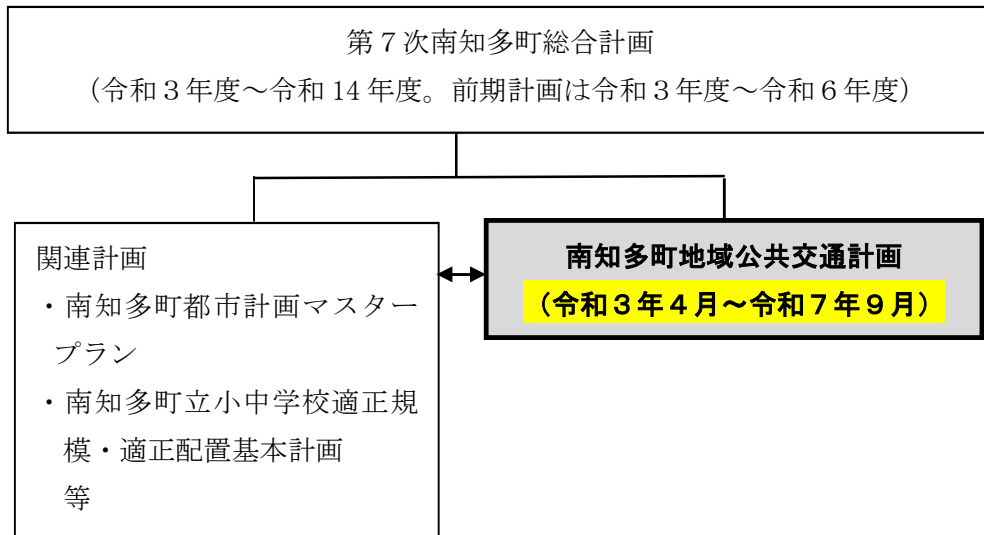 第７次南知多町総合計画
（令和３年度～令和 14 年度。前期計画は令和３年度～令和６年度）
関連計画
・南知多町都市計画マスター
プラン
・南知多町立小中学校適正規
模・適正配置基本計画
等
南知多町地域公共交通計画
（令和３年４月～令和７年９月）